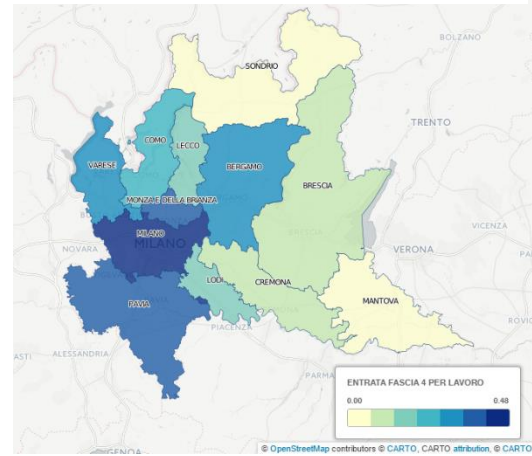 BOLZANO
SONDRIO
TRENTO
COMO
LECCO
VARESE
BERGAMO
BRESCIA
MONZA E DELLA BRIANZA
NOVARA
MILANO
MILANO
VERONA
VICENZA
LODI
CREMONA
PAVIA
MANTOVA
PIACENZA
ASTI
ALESSANDRIA
PARMA
ROVIG
GENOA
ENTRATA FASCIA 4 PER LAVORO
0.00 0.48
© OpenStreetMap contributors © CARTO, CARTO attribution, © CARTO